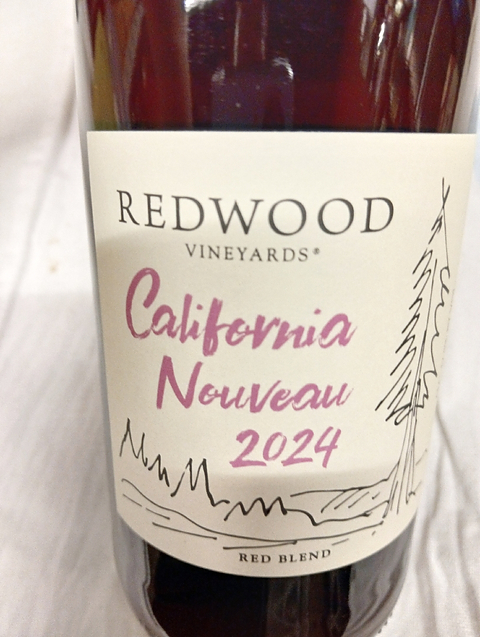 REDWOOD
VINEYARDS®
California
Nouveau
2024
RED BLEND